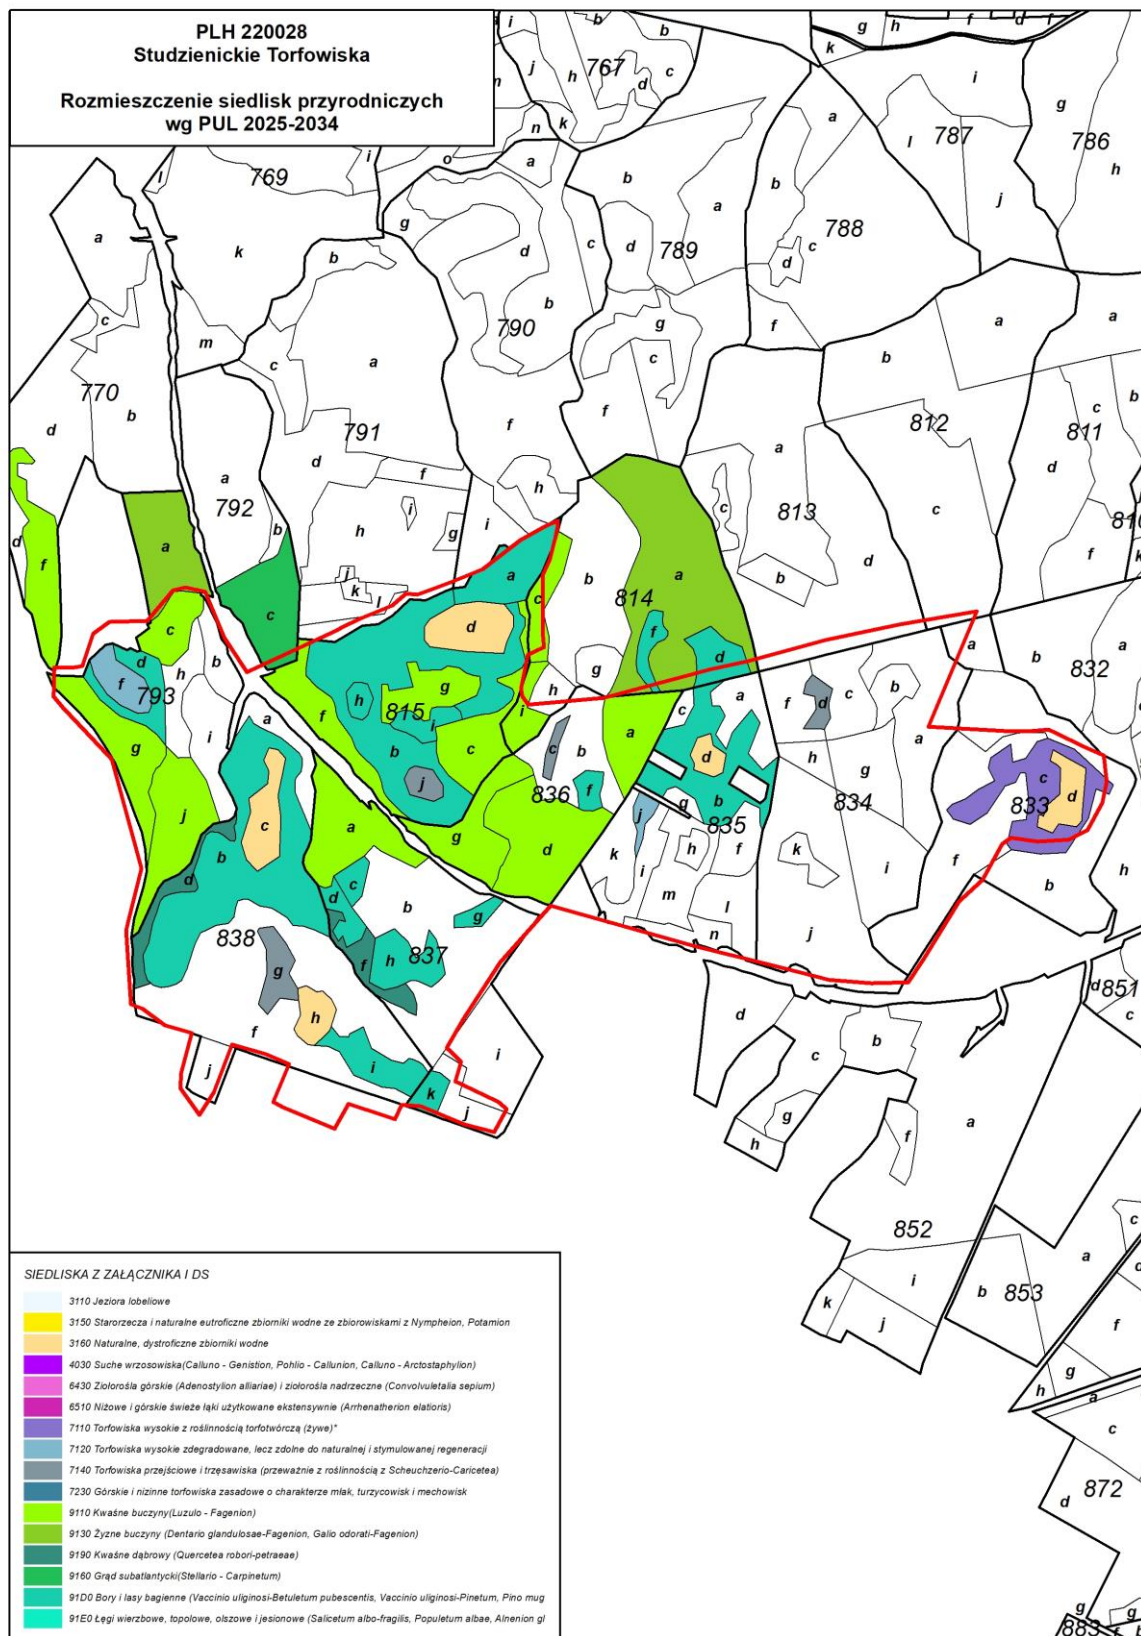 PLH 220028
Studzienickie Torfowiska
Rozmieszczenie siedlisk przyrodniczych
wg PUL 2025-2034
i b b g h f d f
j h 767 c k
d i
n k a g
l 787 786
769 i o a b h
l b
a g a j
k b d c d 789 788
c
d
c b
790 g f a a
m b
c a c
770 b 812 b
d 791 f f c 811
d f a d
a h
792 i 813 c
b h g i c
d a f
f a j b d
k l b a
c 814
c a
d f
c b d g h f a b 832
d h a
f 793 g h c f d c b
h 815 i i a
i a b c b d h g a
g b c 836 f g b 834 c
j j 835 833 d
c a g d j h f k
k i i f h
b d c b m l b
d g n j
838 h 837
g f 851
d c
h b
f i c
j i g a
k j h f
852
c
a
i b 853
k j f
g
h a
c
872
d
g g
883
SIEDLISKA Z ZAŁĄCZNIKA I DS
3110 Jeziora lobeliowe
3150 Starorzecza i naturalne eutroficzne zbiorniki wodne ze zbiorowiskami z Nympheion, Potamion
3160 Naturalne, dystroficzne zbiorniki wodne
4030 Suche wrzosowiska(Calluno - Genistion, Pohlio - Callunion, Calluno - Arctostaphylion)
6430 Ziołorośla górskie (Adenostylion alliariae) i ziołorośla nadrzeczne (Convolvuletalia sepium)
6510 Niżowe i górskie świeże łąki użytkowane ekstensywnie (Arrhenatherion elatioris)
7110 Torfowiska wysokie z roślinnością torfotwórczą (żywe)*
7120 Torfowiska wysokie zdegradowane, lecz zdolne do naturalnej i stymulowanej regeneracji
7140 Torfowiska przejściowe i trzęsawiska (przeważnie z roślinnością z Scheuchzerio-Caricetea)
7230 Górskie i nizinne torfowiska zasadowe o charakterze młak, turzycowisk i mechowisk
9110 Kwaśne buczyny(Luzulo - Fagenion)
9130 Żyzne buczyny (Dentario glandulosae-Fagenion, Galio odorati-Fagenion)
9190 Kwaśne dąbrowy (Quercetea robori-petraeae)
9160 Grąd subatlantycki(Stellario - Carpinetum)
91D0 Bory i lasy bagienne (Vaccinio uliginosi-Betuletum pubescentis, Vaccinio uliginosi-Pinetum, Pino mug
91E0 Łęgi wierzbowe, topolowe, olszowe i jesionowe (Salicetum albo-fragilis, Populetum albae, Alnenion gl